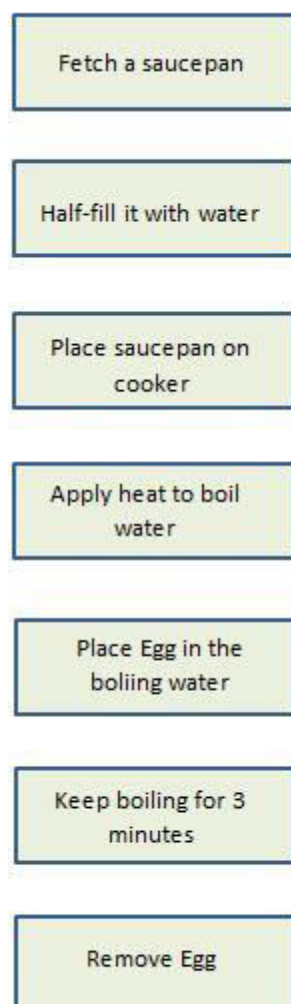 Fetch a saucepan
Half-fill it with water
Place saucepan on
cooker
Apply heat to boil
water
Place Egg in the
boliing water
Keep boiling for 3
minutes
Remove Egg